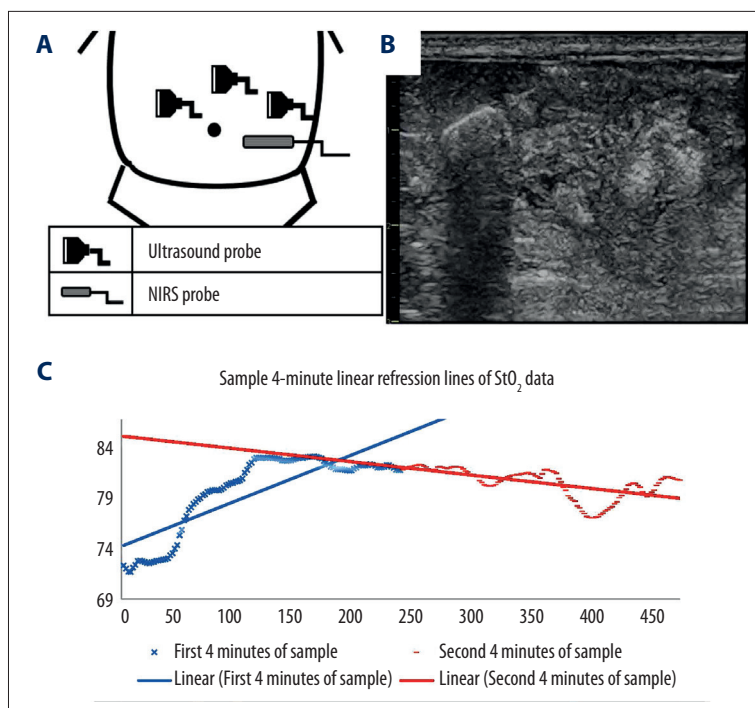 A
B
Ultrasound probe
NIRS probe
C
Sample 4-minute linear refression lines of StO₂ data
84
79
74
69
0 50 100 150 200 250 300 350 400 450
First 4 minutes of sample
Second 4 minutes of sample
Linear (First 4 minutes of sample)
Linear (Second 4 minutes of sample)